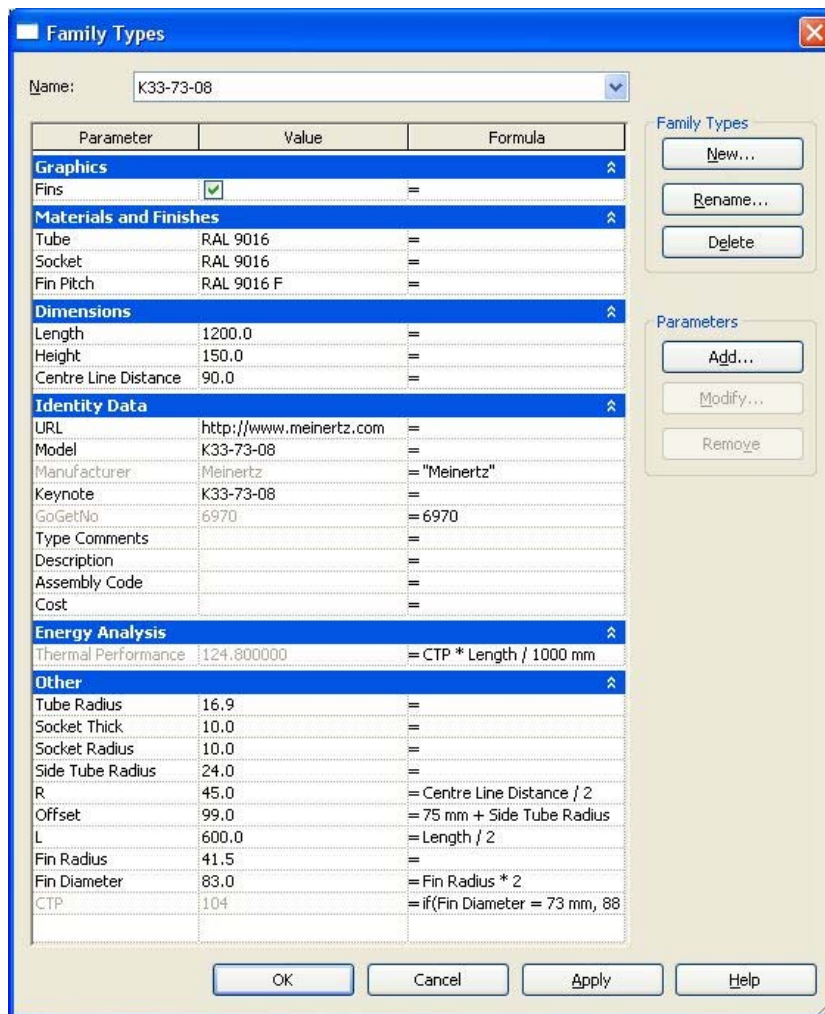 Family Types
Name: K33-73-08
Parameter Value Formula
Graphics
Fins =
Materials and Finishes
Tube RAL 9016 =
Socket RAL 9016 =
Fin Pitch RAL 9016 F =
Dimensions
Length 1200.0 =
Height 150.0 =
Centre Line Distance 90.0 =
Identity Data
URL http://www.meinertz.com =
Model K33-73-08 =
Manufacturer Meinertz = "Meinertz"
Keynote K33-73-08 =
GoGetNo 6970 = 6970
Type Comments =
Description =
Assembly Code =
Cost =
Energy Analysis
Thermal Performance 124.800000 = CTP * Length / 1000 mm
Other
Tube Radius 16.9 =
Socket Thick 10.0 =
Socket Radius 10.0 =
Side Tube Radius 24.0 =
R 45.0 = Centre Line Distance / 2
Offset 99.0 = 75 mm + Side Tube Radius
L 600.0 = Length / 2
Fin Radius 41.5 =
Fin Diameter 83.0 = Fin Radius * 2
CTP 104 = if(Fin Diameter = 73 mm, 88
Family Types
New...
Rename...
Delete
Parameters
Add...
Modify...
Remove
OK Cancel Apply Help